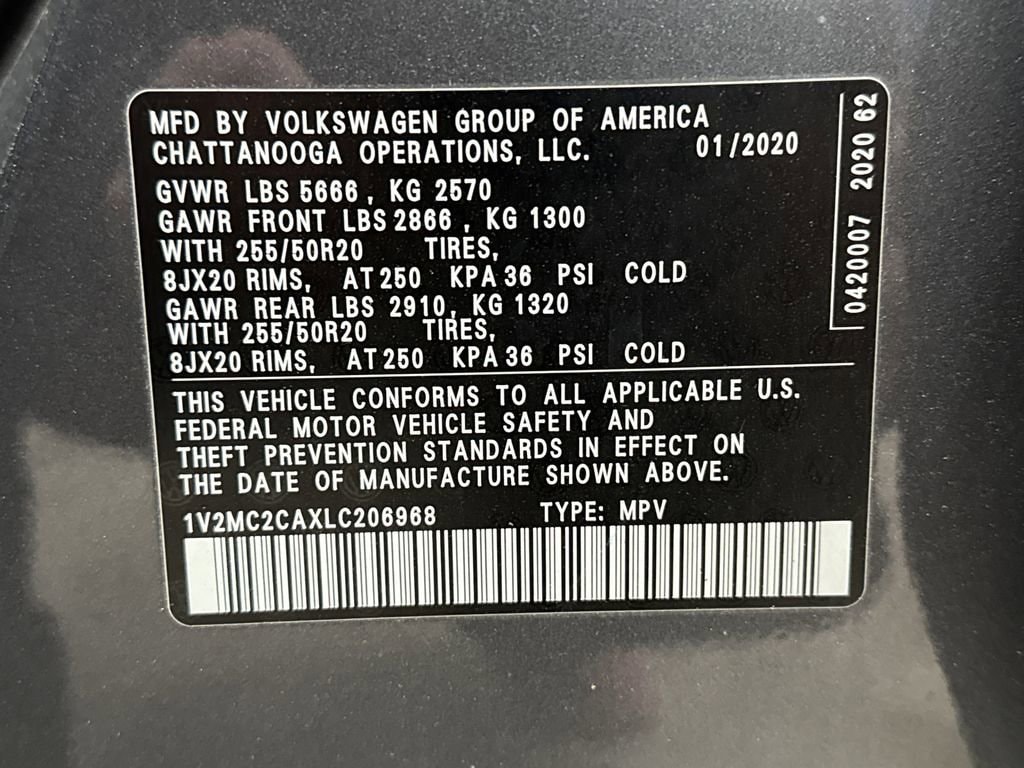 MFD BY VOLKSWAGEN GROUP OF AMERICA
CHATTANOOGA OPERATIONS, LLC. 01/2020
GVWR LBS 5666, KG 2570
GAWR FRONT LBS 2866, KG 1300
WITH 255/50R20 TIRES,
8JX20 RIMS, AT 250 KPA 36 PSI COLD
GAWR REAR LBS 2910, KG 1320
WITH 255/50R20 TIRES,
8JX20 RIMS, AT 250 KPA 36 PSI COLD
THIS VEHICLE CONFORMS TO ALL APPLICABLE U.S.
FEDERAL MOTOR VEHICLE SAFETY AND
THEFT PREVENTION STANDARDS IN EFFECT ON
THE DATE OF MANUFACTURE SHOWN ABOVE.
1V2MC2CAXLC206968 TYPE: MPV
0420007 2020 62